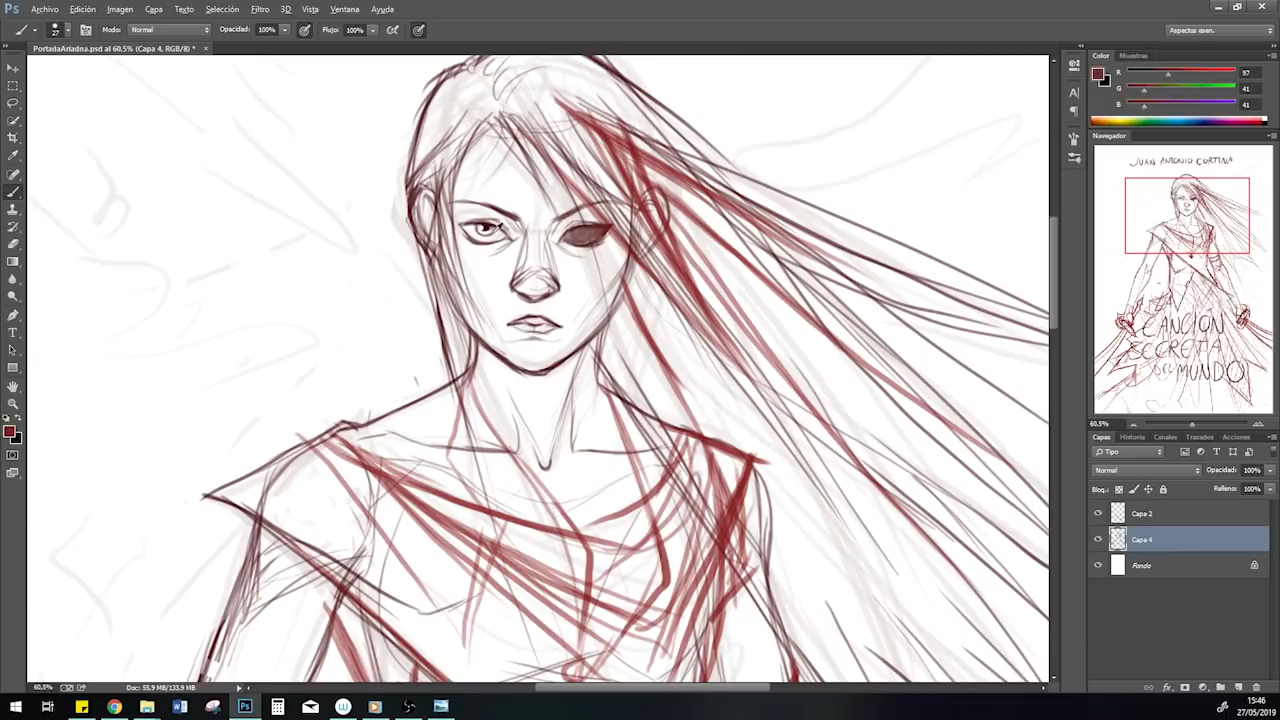 Ps Archivo Edición Imagen Capa Texto Selección Filtro 3D Vista Ventana Ayuda
27 Modo: Normal Opacidad: 100% Flujo: 100% Aspectos esen.
PortadaAriadna.psd al 60.5% (Capa 4, RGB/8) * ×
Color Muestras
R 97
G 41
B 41
Navegador
JUAN ANTONIO CORTINA
CANCIÓN
SECRETA
DEL MUNDO
60,5%
Capas Historia Canales Trazados Acciones
Tipo
Normal Opacidad: 100%
Bloq.: Relleno: 100%
Capa 2
Capa 4
Fondo
60,5% Doc: 55.9 MB/133.9 MB
15:46
27/05/2019